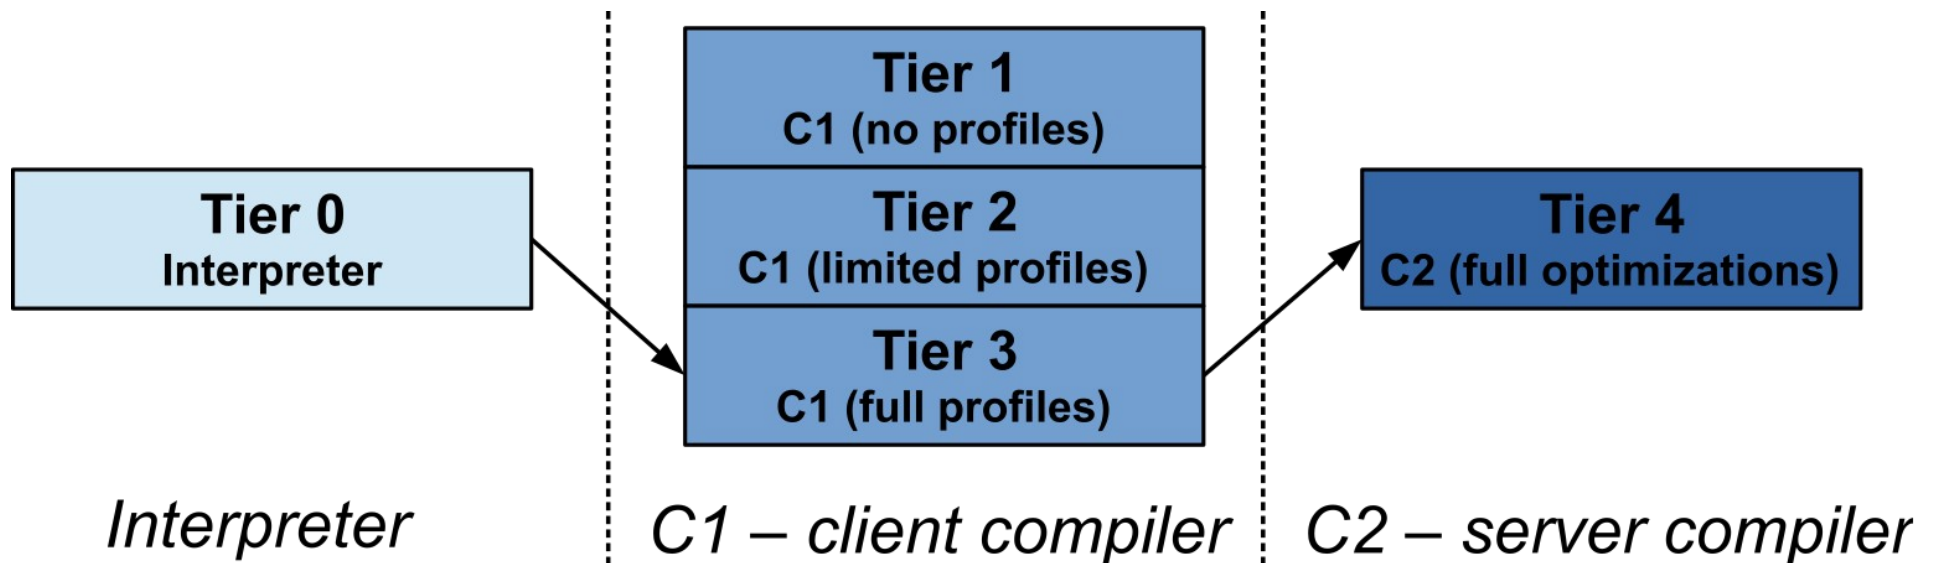 Tier 0
Interpreter
Tier 1
C1 (no profiles)
Tier 2
C1 (limited profiles)
Tier 3
C1 (full profiles)
Tier 4
C2 (full optimizations)
Interpreter
C1 – client compiler
C2 – server compiler